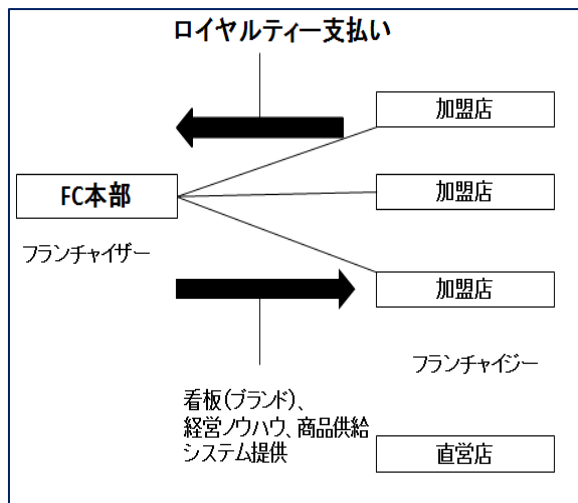 ロイヤルティー支払い
加盟店
FC本部
加盟店
フランチャイザー
加盟店
フランチャイジー
看板(ブランド)、
経営ノウハウ、商品供給
システム提供
直営店